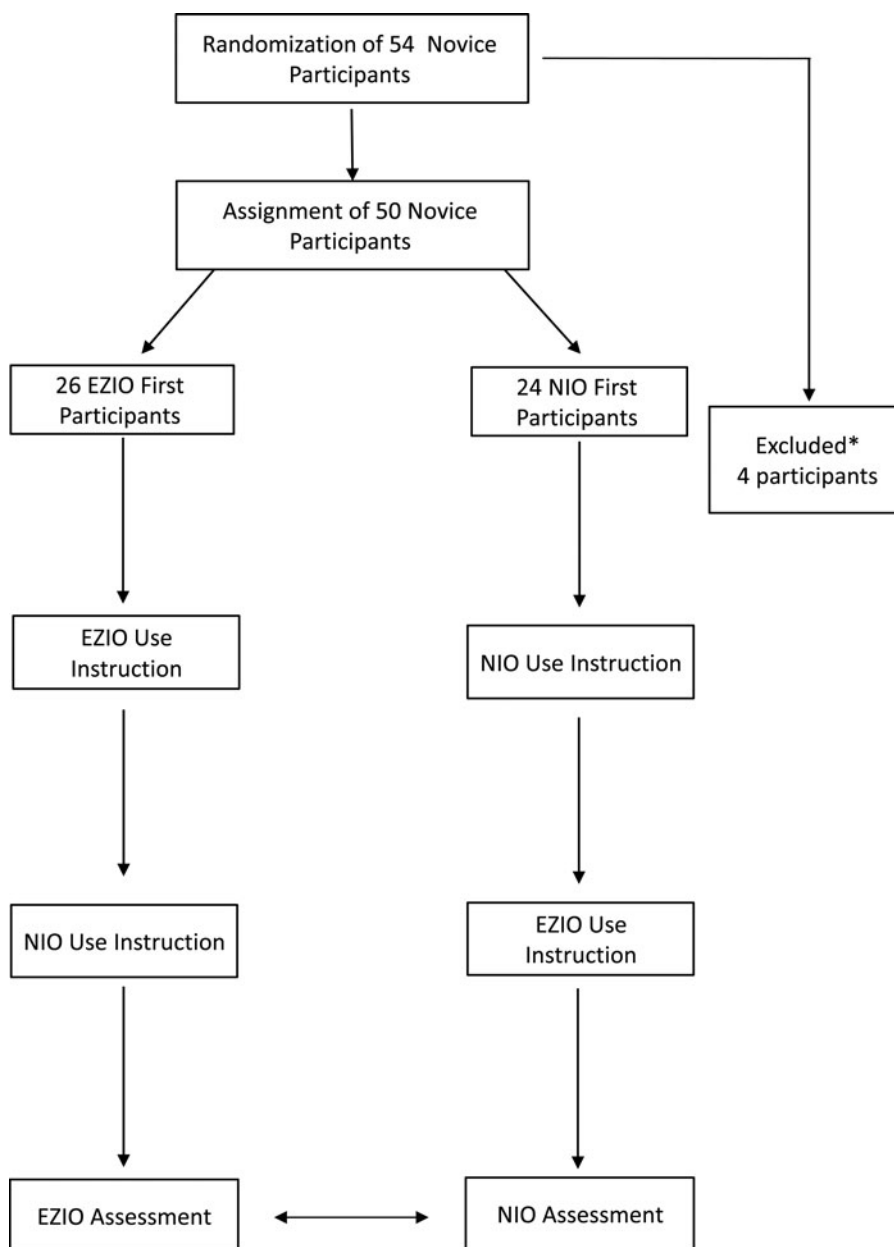 Randomization of 54 Novice
Participants
Assignment of 50 Novice
Participants
26 EZIO First
Participants
24 NIO First
Participants
Excluded*
4 participants
EZIO Use
Instruction
NIO Use Instruction
NIO Use Instruction
EZIO Use
Instruction
EZIO Assessment
NIO Assessment